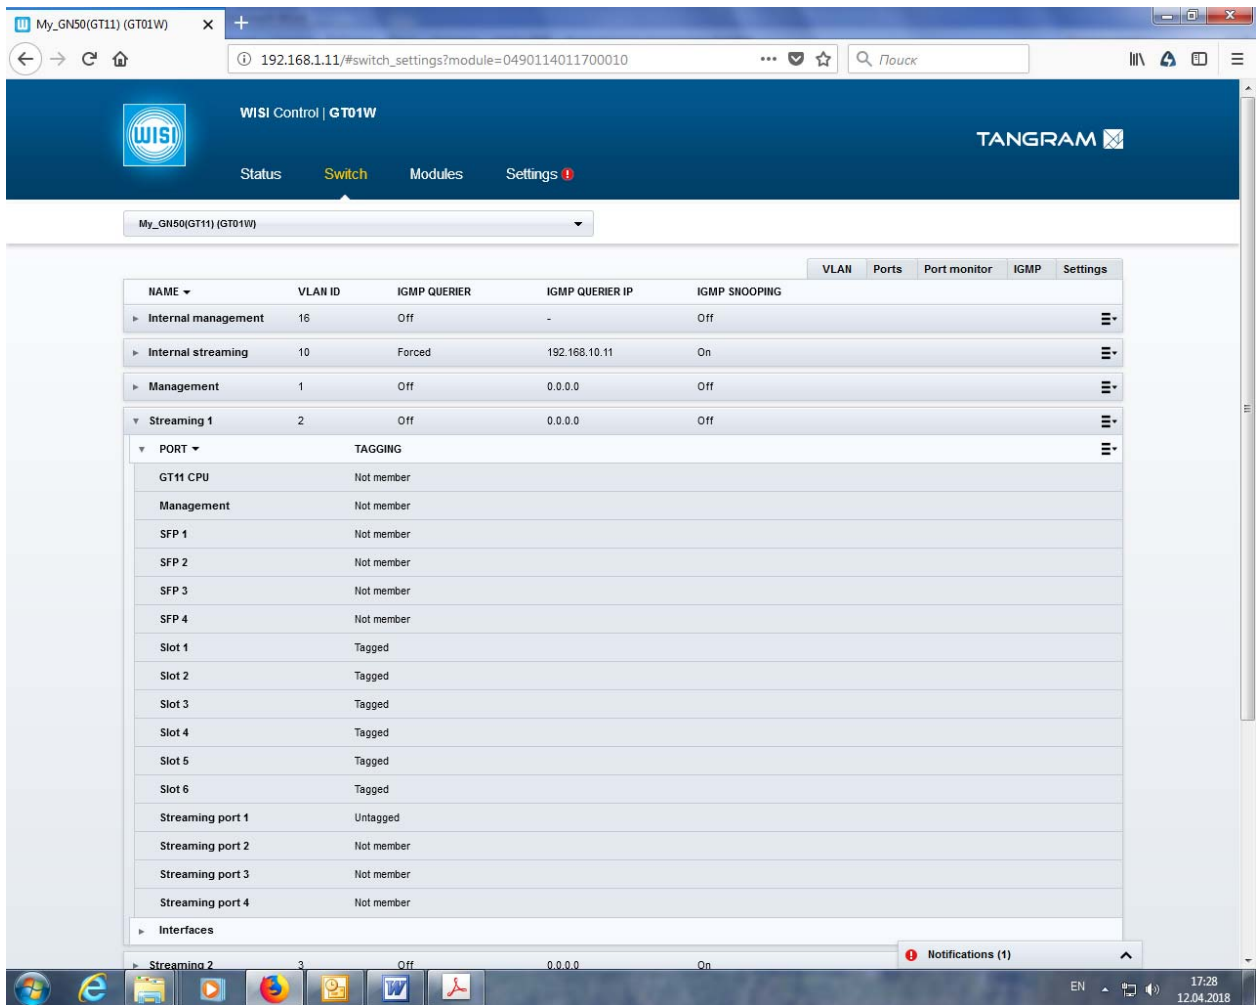 My_GN50(GT11) (GT01W)
192.168.1.11/#switch_settings?module=0490114011700010
Поиск
WISI
WISI Control | GT01W
TANGRAM
Status Switch Modules Settings
My_GN50(GT11) (GT01W)
VLAN Ports Port monitor IGMP Settings
NAME VLAN ID IGMP QUERIER IGMP QUERIER IP IGMP SNOOPING
Internal management 16 Off - Off
Internal streaming 10 Forced 192.168.10.11 On
Management 1 Off 0.0.0.0 Off
Streaming 1 2 Off 0.0.0.0 Off
PORT TAGGING
GT11 CPU Not member
Management Not member
SFP 1 Not member
SFP 2 Not member
SFP 3 Not member
SFP 4 Not member
Slot 1 Tagged
Slot 2 Tagged
Slot 3 Tagged
Slot 4 Tagged
Slot 5 Tagged
Slot 6 Tagged
Streaming port 1 Untagged
Streaming port 2 Not member
Streaming port 3 Not member
Streaming port 4 Not member
Interfaces
Notifications (1)
Streaming 2 3 Off 0.0.0.0 On
EN 17:28
12.04.2018